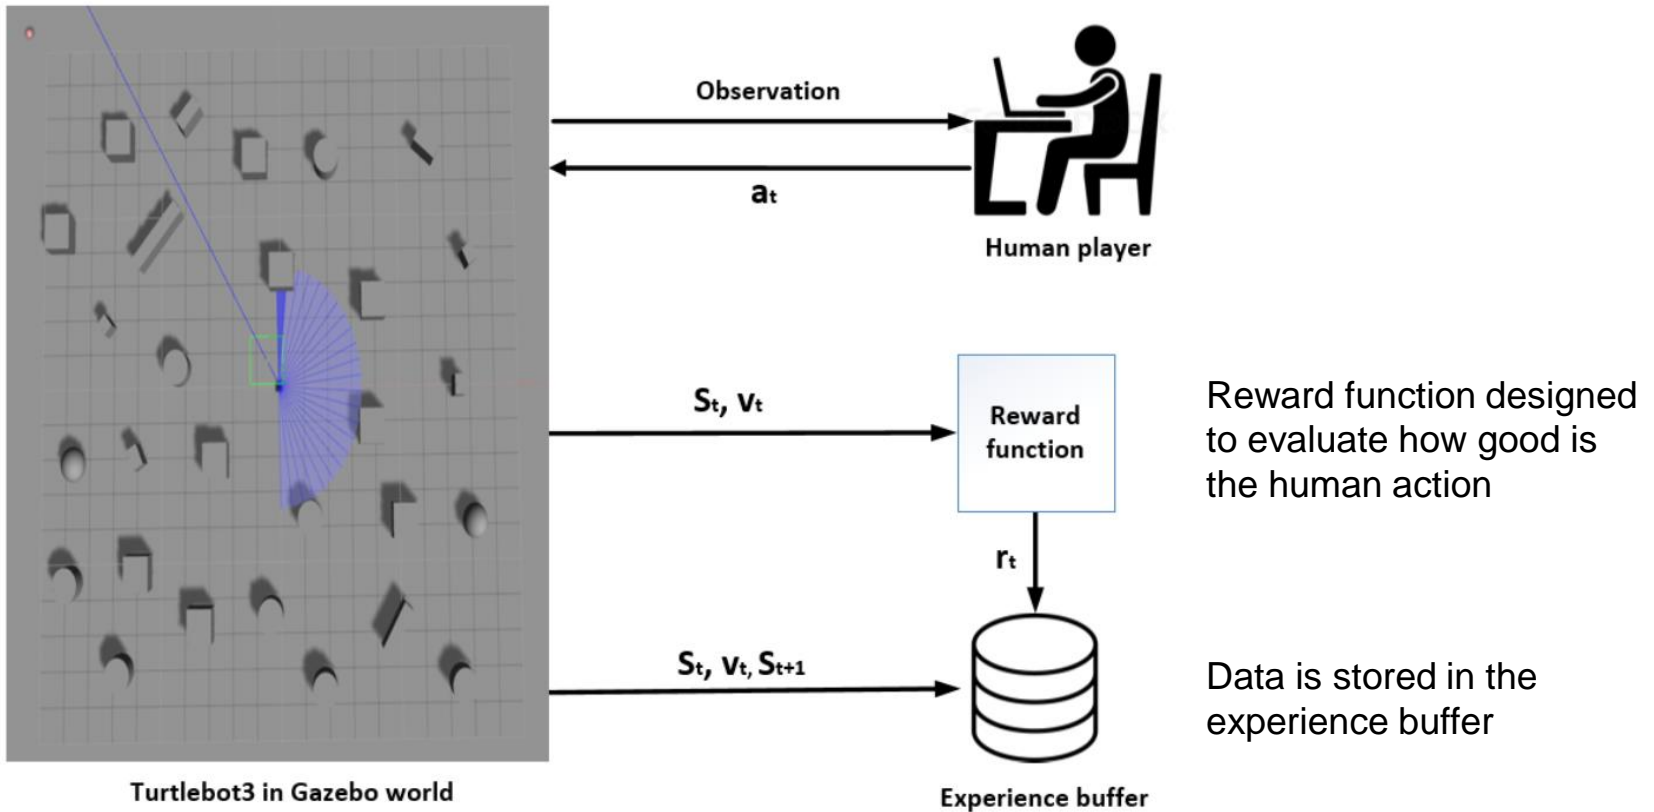 Observation
aₜ
Human player
Sₜ, vₜ
Reward
function
Reward function designed
to evaluate how good is
the human action
rₜ
Sₜ, vₜ, Sₜ₊₁
Data is stored in the
experience buffer
Turtlebot3 in Gazebo world
Experience buffer